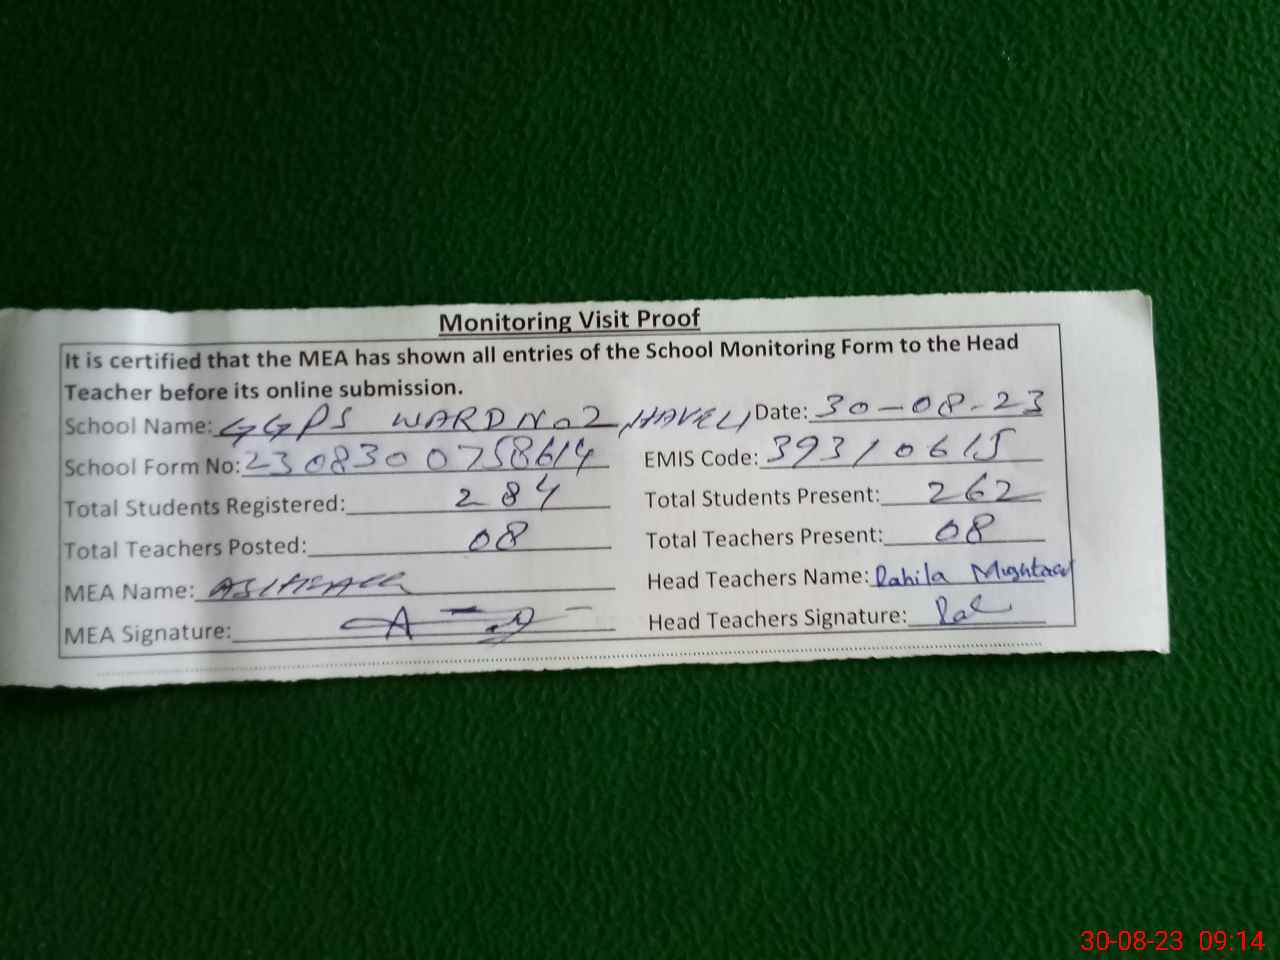 Monitoring Visit Proof
It is certified that the MEA has shown all entries of the School Monitoring Form to the Head
Teacher before its online submission.
School Name: GGPS WARD No 2, HAVELI Date: 30-08-23
School Form No: 2308300758614 EMIS Code: 39310615
Total Students Registered: 284 Total Students Present: 262
Total Teachers Posted: 08 Total Teachers Present: 08
MEA Name: Head Teachers Name: Rahila Mushtaq
MEA Signature: Head Teachers Signature:
30-08-23 09:14